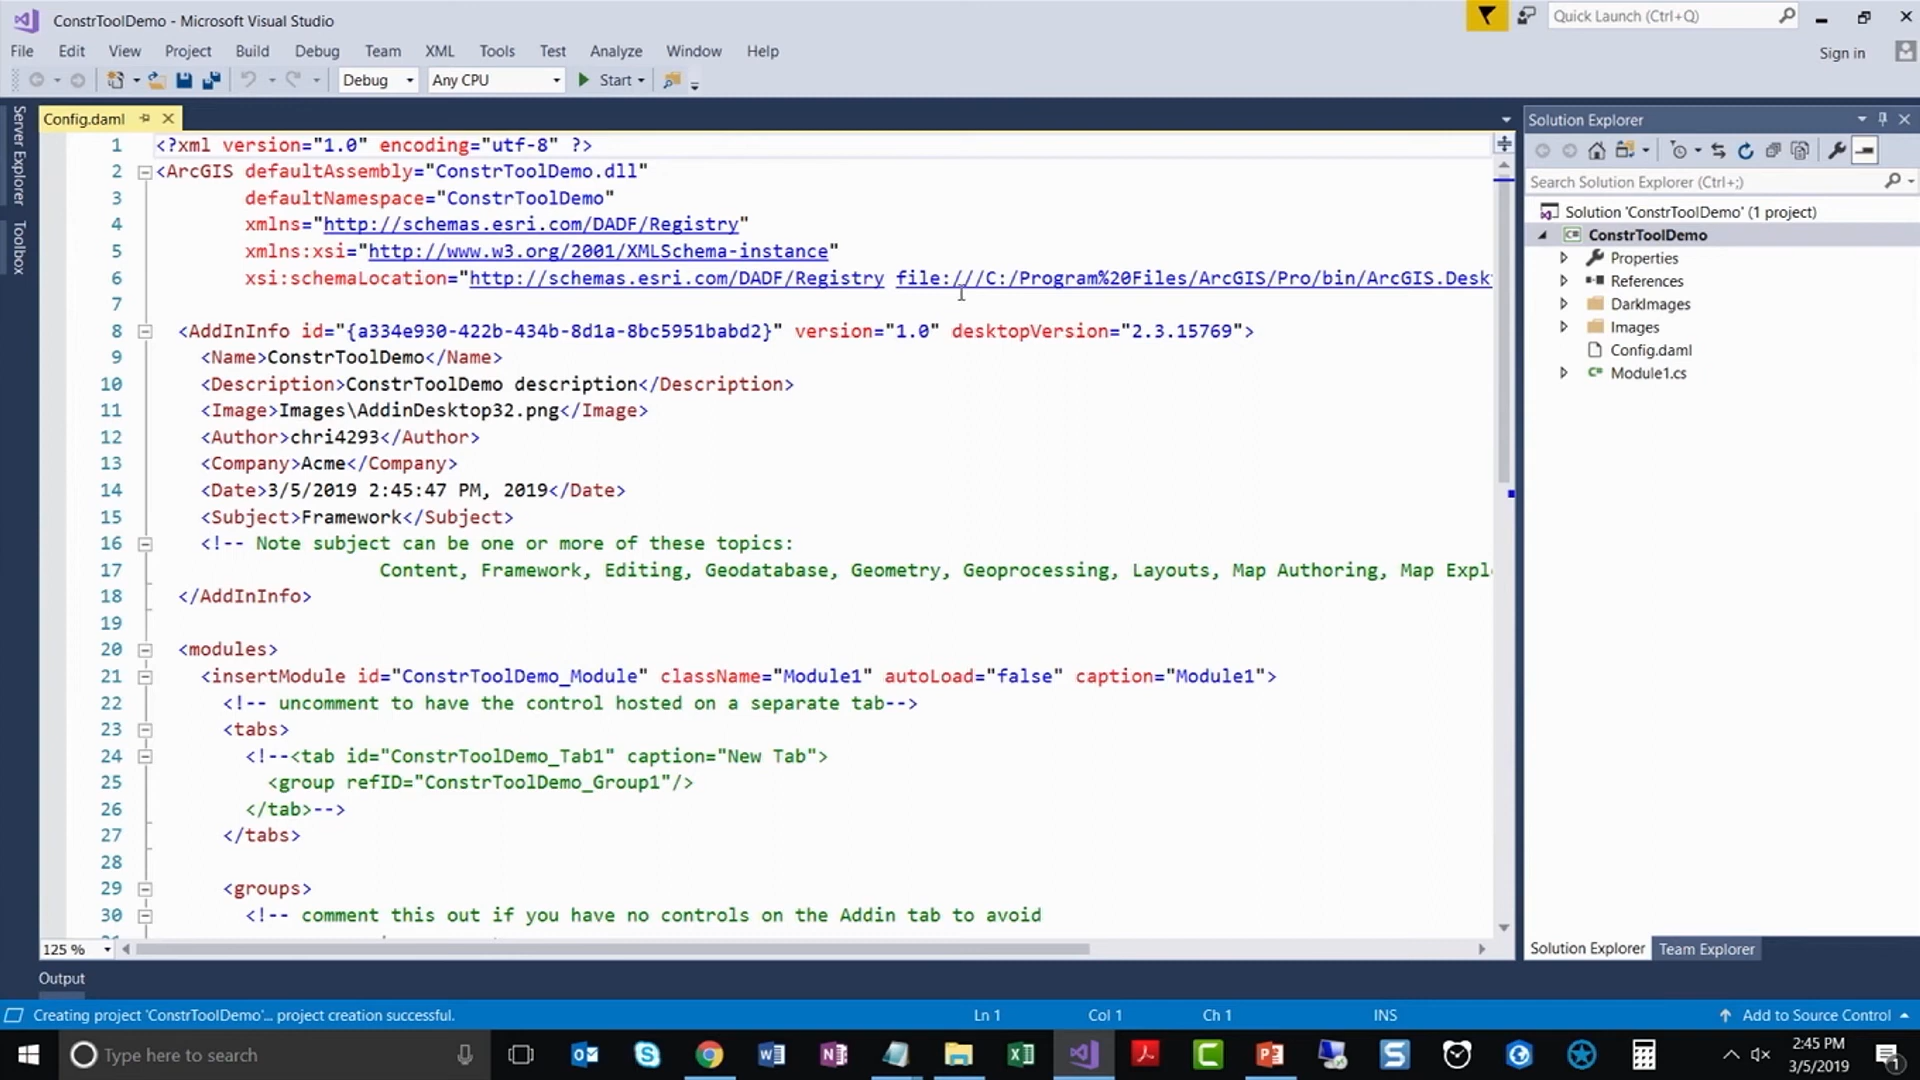 ConstrToolDemo - Microsoft Visual Studio
Quick Launch (Ctrl+Q)
File Edit View Project Build Debug Team XML Tools Test Analyze Window Help
Sign in
Debug Any CPU Start
Server Explorer
Toolbox
Config.daml
1 <?xml version="1.0" encoding="utf-8" ?>
2 <ArcGIS defaultAssembly="ConstrToolDemo.dll"
3 defaultNamespace="ConstrToolDemo"
4 xmlns="http://schemas.esri.com/DADF/Registry"
5 xmlns:xsi="http://www.w3.org/2001/XMLSchema-instance"
6 xsi:schemaLocation="http://schemas.esri.com/DADF/Registry file:///C:/Program%20Files/ArcGIS/Pro/bin/ArcGIS.Desk
7
8 <AddInInfo id="{a334e930-422b-434b-8d1a-8bc5951babd2}" version="1.0" desktopVersion="2.3.15769">
9 <Name>ConstrToolDemo</Name>
10 <Description>ConstrToolDemo description</Description>
11 <Image>Images\AddinDesktop32.png</Image>
12 <Author>chri4293</Author>
13 <Company>Acme</Company>
14 <Date>3/5/2019 2:45:47 PM, 2019</Date>
15 <Subject>Framework</Subject>
16 <!-- Note subject can be one or more of these topics:
17 Content, Framework, Editing, Geodatabase, Geometry, Geoprocessing, Layouts, Map Authoring, Map Expl
18 </AddInInfo>
19
20 <modules>
21 <insertModule id="ConstrToolDemo_Module" className="Module1" autoLoad="false" caption="Module1">
22 <!-- uncomment to have the control hosted on a separate tab-->
23 <tabs>
24 <!--<tab id="ConstrToolDemo_Tab1" caption="New Tab">
25 <group refID="ConstrToolDemo_Group1"/>
26 </tab>-->
27 </tabs>
28
29 <groups>
30 <!-- comment this out if you have no controls on the Addin tab to avoid
125 %
Solution Explorer
Search Solution Explorer (Ctrl+;)
Solution 'ConstrToolDemo' (1 project)
ConstrToolDemo
Properties
References
DarkImages
Images
Config.daml
Module1.cs
Solution Explorer Team Explorer
Output
Creating project 'ConstrToolDemo'... project creation successful.
Ln 1 Col 1 Ch 1 INS
Add to Source Control
Type here to search
2:45 PM
3/5/2019
1